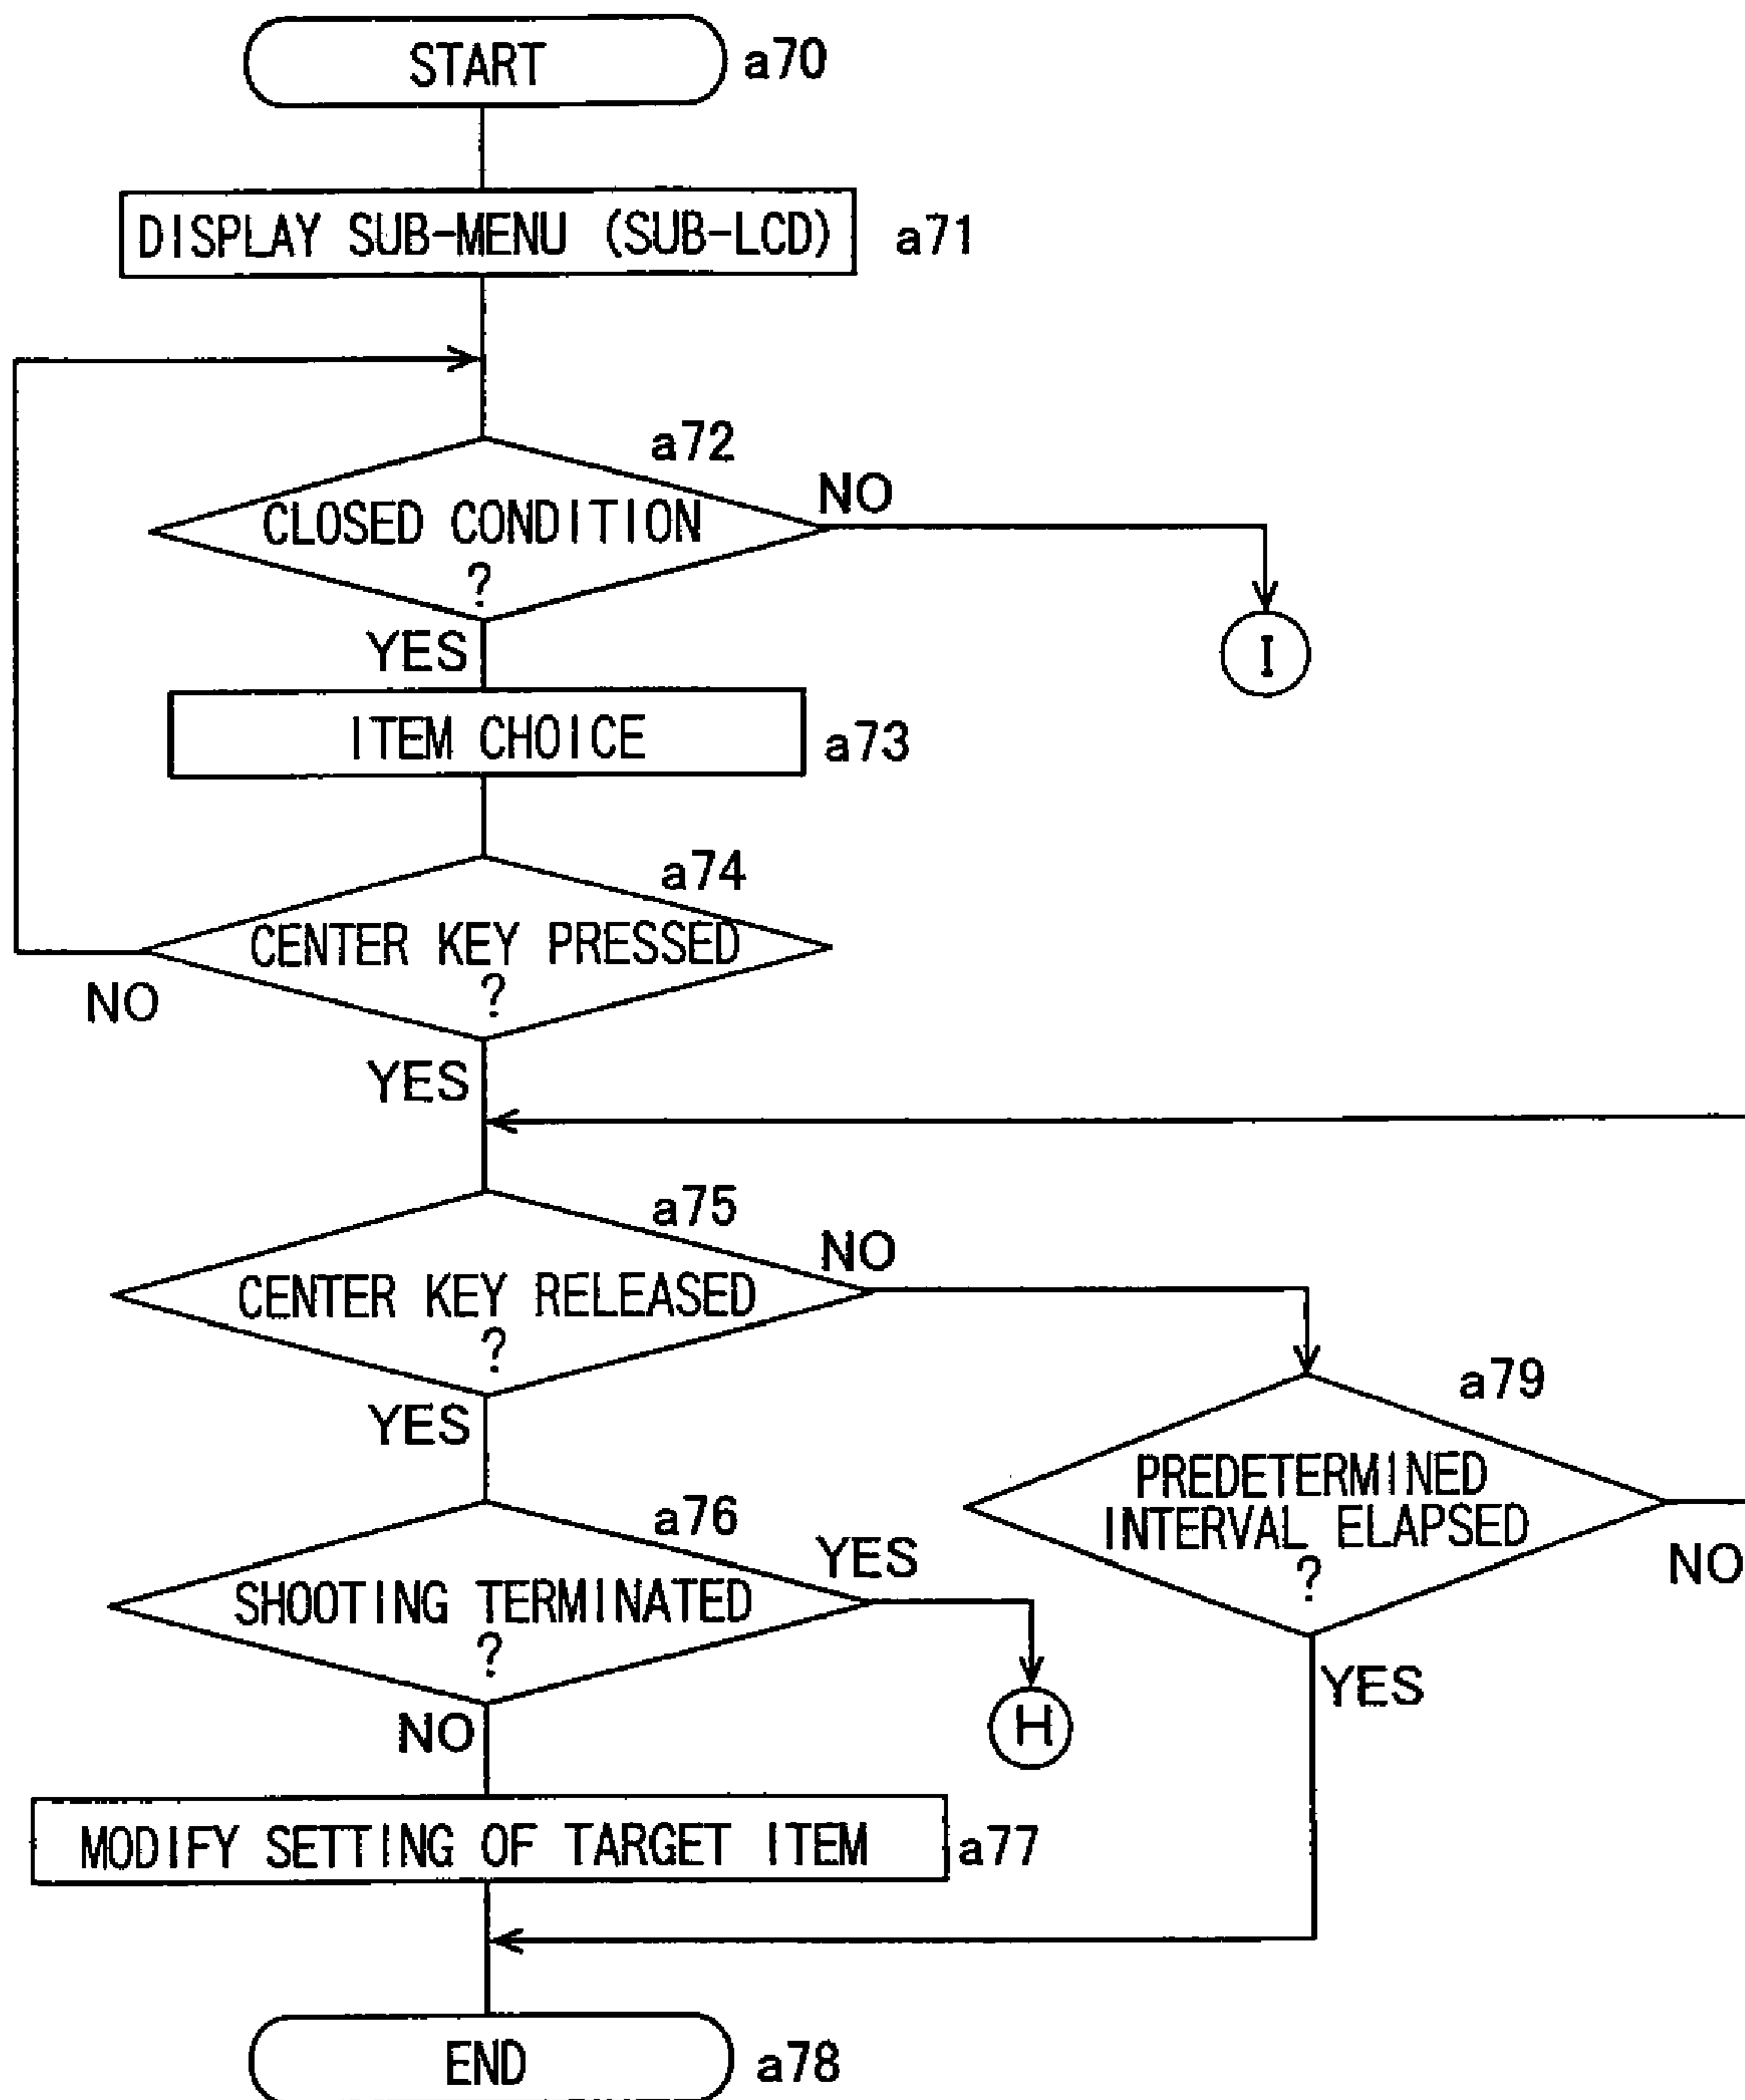 START
a70
DISPLAY SUB-MENU (SUB-LCD)
a71
a72
CLOSED CONDITION
?
NO
YES
I
ITEM CHOICE
a73
a74
CENTER KEY PRESSED
?
NO
YES
a75
CENTER KEY RELEASED
?
NO
YES
a79
PREDETERMINED
INTERVAL ELAPSED
?
NO
YES
a76
SHOOTING TERMINATED
?
YES
H
NO
MODIFY SETTING OF TARGET ITEM
a77
END
a78